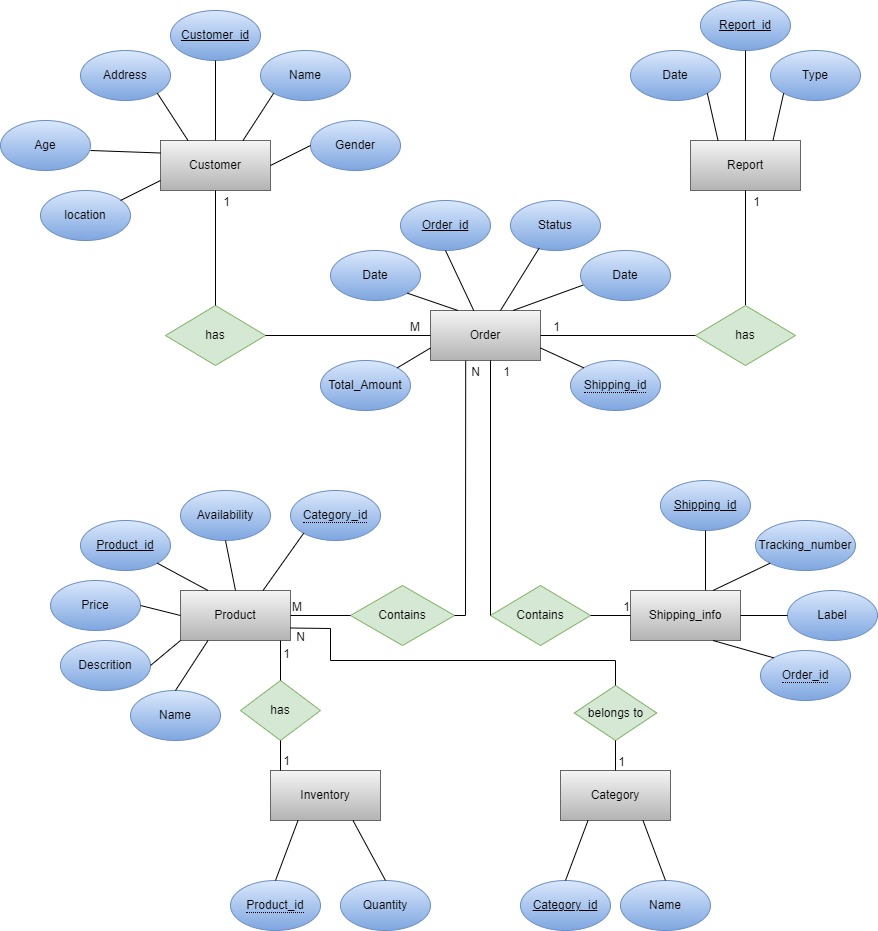 Report_id
Customer_id
Address
Name
Date
Type
Age
Gender
Customer
Report
location
1
1
Order_id
Status
Date
Date
has
M
Order
1
has
Total_Amount
N
1
Shipping_id
Product_id
Availability
Category_id
Shipping_id
Tracking_number
Price
Product
M
Contains
Contains
1
Shipping_info
Label
N
Descrition
1
Order_id
Name
has
belongs to
1
1
Inventory
Category
Product_id
Quantity
Category_id
Name